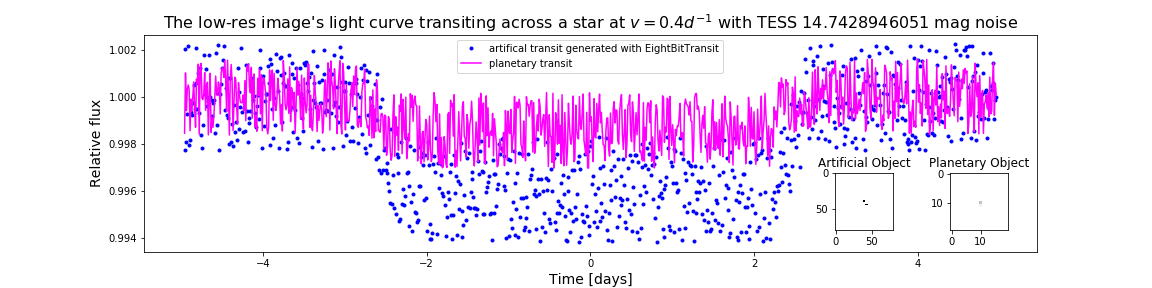 The low-res image's light curve transiting across a star at v = 0.4d⁻¹ with TESS 14.7428946051 mag noise
artifical transit generated with EightBitTransit
planetary transit
Relative flux
1.002
1.000
0.998
0.996
0.994
Artificial Object
0
50
0 50
Planetary Object
0
10
0 10
−4 −2 0 2 4
Time [days]